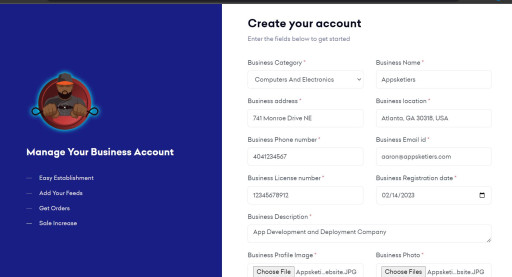 Create your account
Enter the fields below to get started
Business Category *
Business Name *
Computers And Electronics
Appsketiers
Business address *
Business location *
741 Monroe Drive NE
Atlanta, GA 30318, USA
Business Phone number *
Business Email id *
4041234567
aaron@appsketiers.com
Business License number *
Business Registration date *
12345678912
02/14/2023
Business Description *
App Development and Deployment Company
Business Profile Image *
Business Photo *
Choose File Appsketi...ebsite.JPG
Choose Files Appsketi...bsite.JPG
Manage Your Business Account
— Easy Establishment
— Add Your Feeds
— Get Orders
— Sale Increase